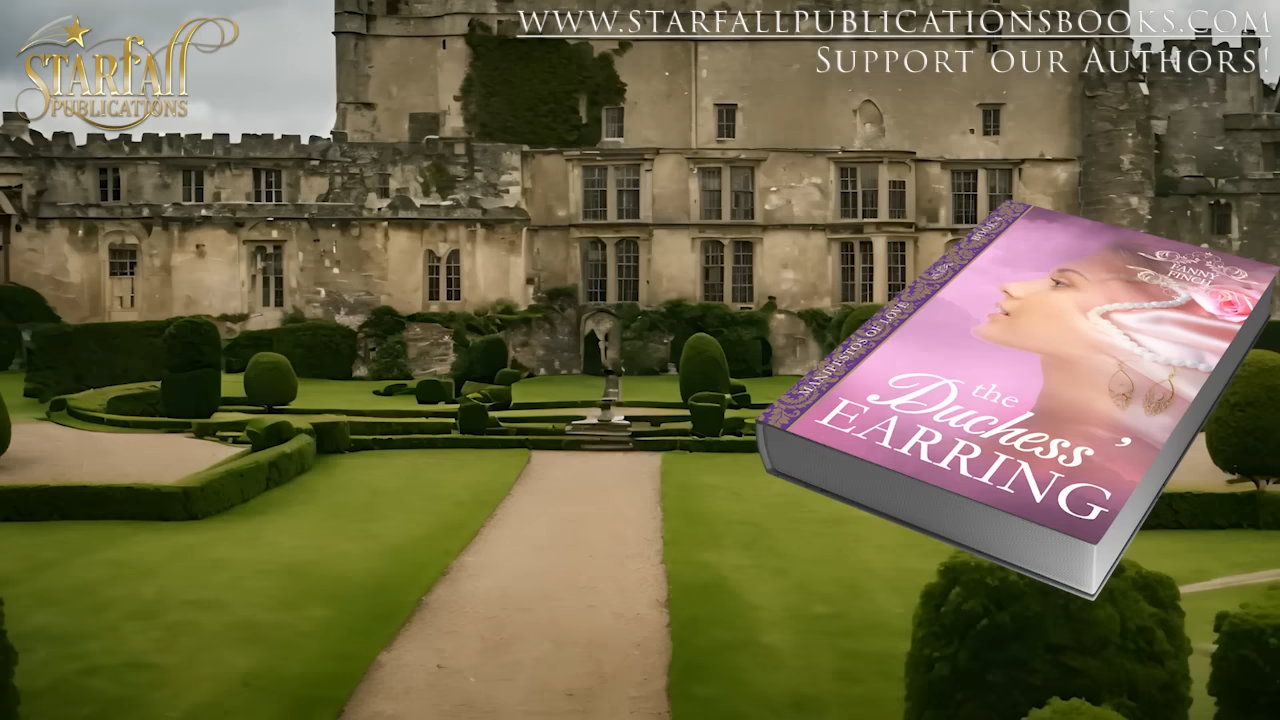 STARfall
PUBLICATIONS
WWW.STARFALLPUBLICATIONSBOOKS.COM
SUPPORT OUR AUTHORS!
MANIFESTOS OF LOVE
FANNY
FINCH
the
Duchess'
EARRING